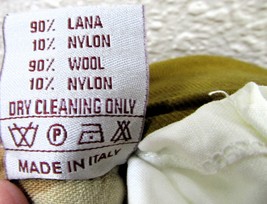 90% LANA
10% NYLON
90% WOOL
10% NYLON
DRY CLEANING ONLY
P
MADE IN ITALY